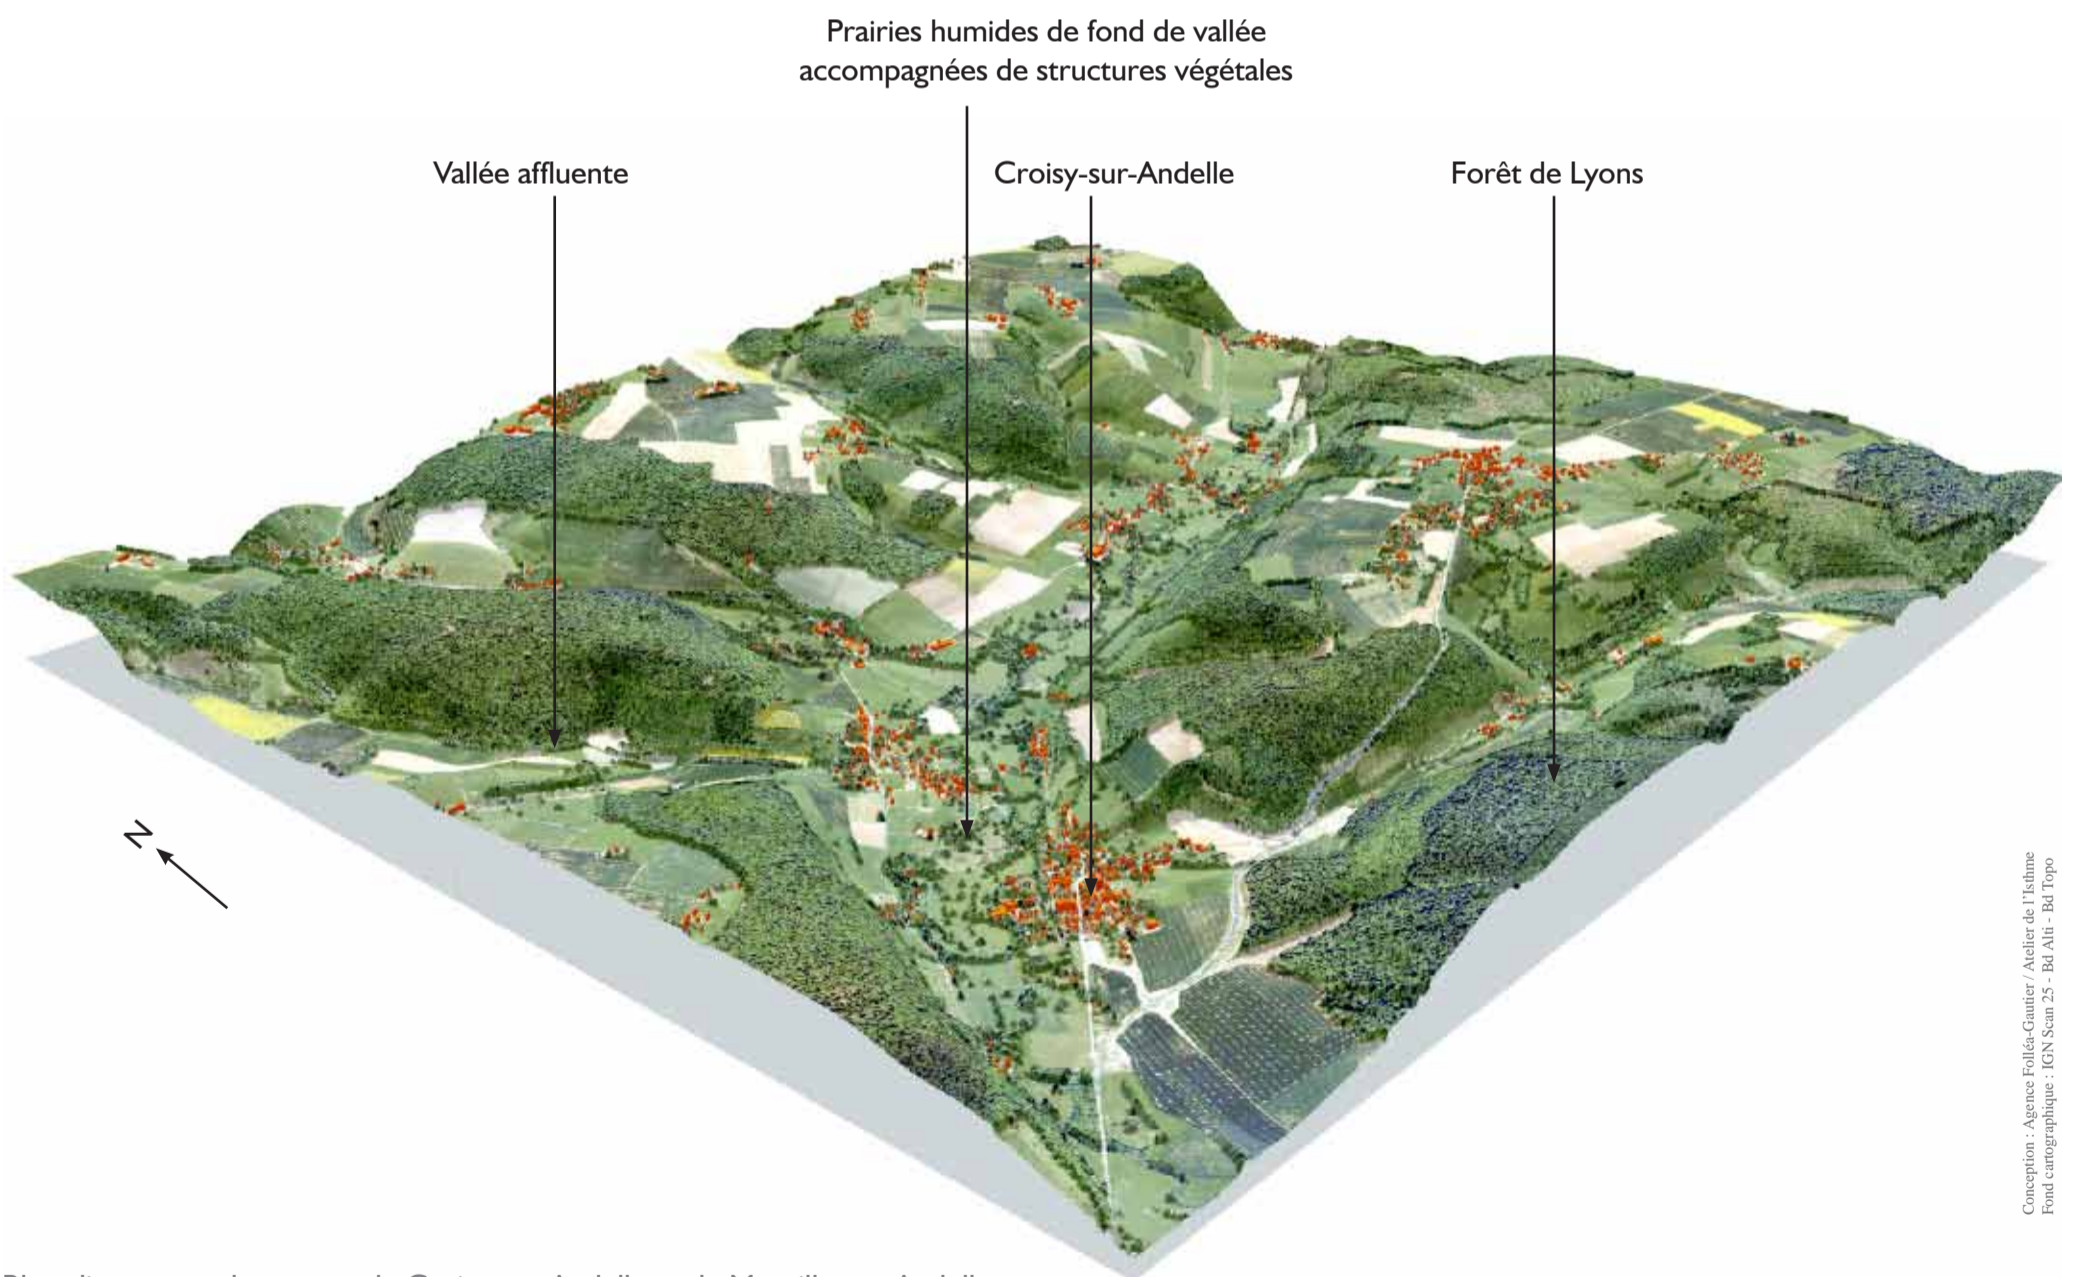 Prairies humides de fond de vallée
accompagnées de structures végétales
Vallée affluente
Croisy-sur-Andelle
Forêt de Lyons
N
Conception : Agence Folléa-Gautier / Atelier de l'Isthme
Fond cartographique : IGN Scan 25 - Bd Alti - Bd Topo